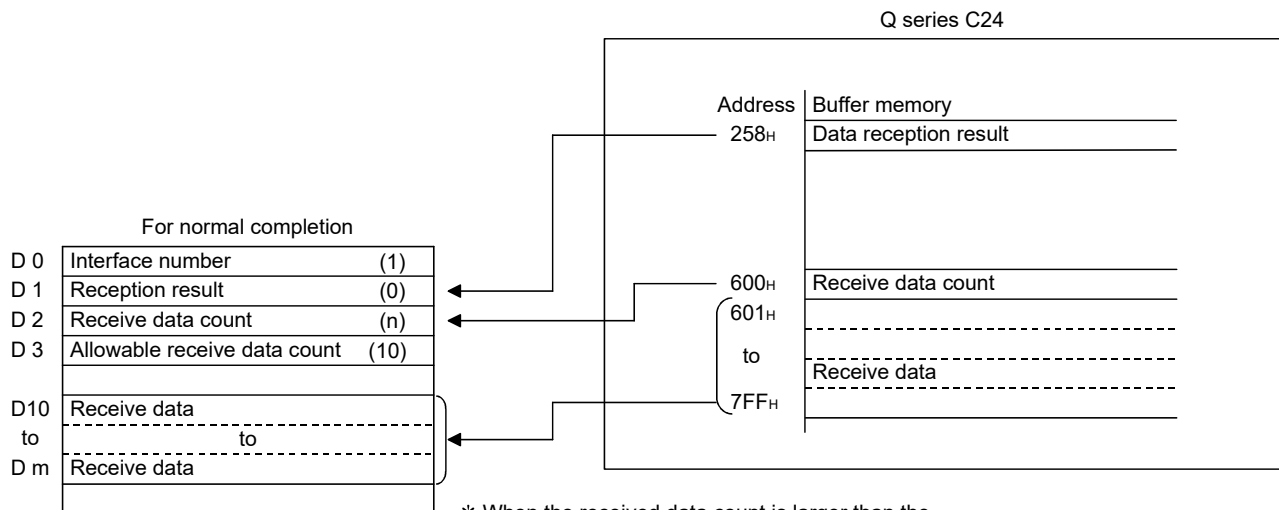 Q series C24
Address Buffer memory
258H Data reception result
For normal completion
D 0 Interface number (1)
D 1 Reception result (0)
D 2 Receive data count (n)
D 3 Allowable receive data count (10)
600H Receive data count
601H
to
Receive data
7FFH
D10 Receive data
to to
D m Receive data
* When the received data count is larger than the